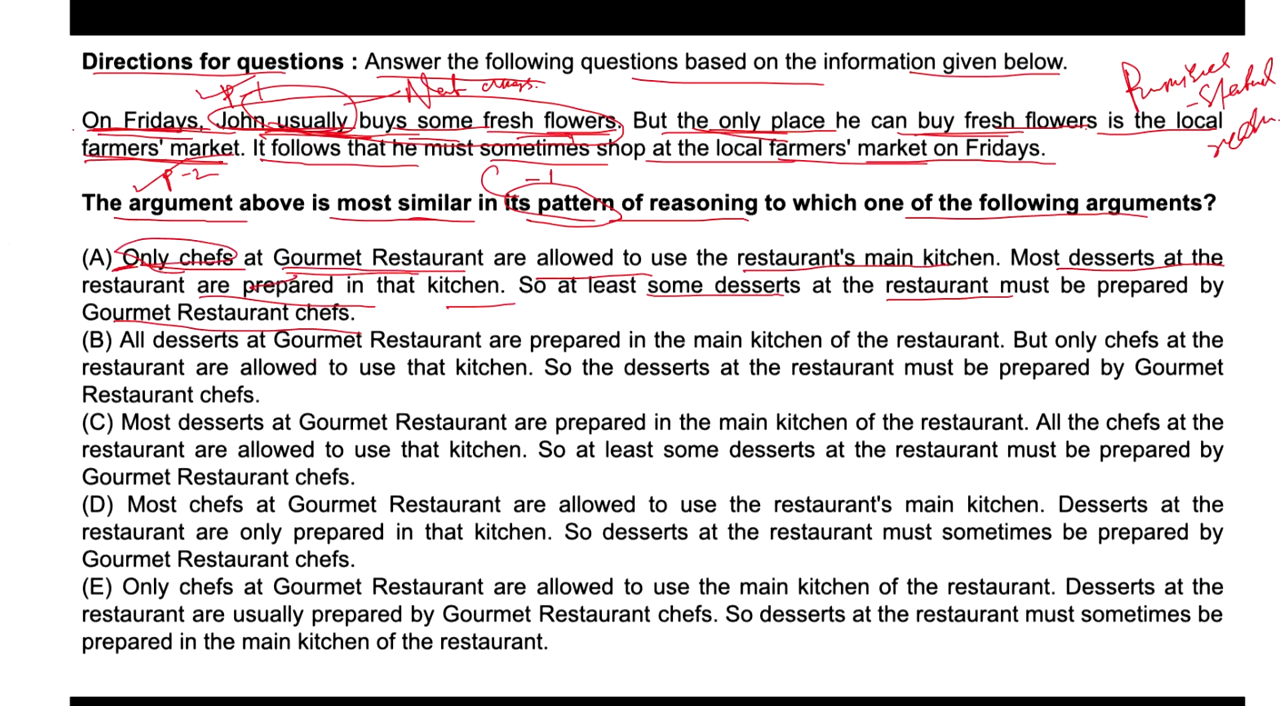 Directions for questions : Answer the following questions based on the information given below.
P-1
Not always.
On Fridays, John usually buys some fresh flowers. But the only place he can buy fresh flowers is the local
farmers' market. It follows that he must sometimes shop at the local farmers' market on Fridays.
P-2
C-1
The argument above is most similar in its pattern of reasoning to which one of the following arguments?
(A) Only chefs at Gourmet Restaurant are allowed to use the restaurant's main kitchen. Most desserts at the
restaurant are prepared in that kitchen. So at least some desserts at the restaurant must be prepared by
Gourmet Restaurant chefs.
(B) All desserts at Gourmet Restaurant are prepared in the main kitchen of the restaurant. But only chefs at the
restaurant are allowed to use that kitchen. So the desserts at the restaurant must be prepared by Gourmet
Restaurant chefs.
(C) Most desserts at Gourmet Restaurant are prepared in the main kitchen of the restaurant. All the chefs at the
restaurant are allowed to use that kitchen. So at least some desserts at the restaurant must be prepared by
Gourmet Restaurant chefs.
(D) Most chefs at Gourmet Restaurant are allowed to use the restaurant's main kitchen. Desserts at the
restaurant are only prepared in that kitchen. So desserts at the restaurant must sometimes be prepared by
Gourmet Restaurant chefs.
(E) Only chefs at Gourmet Restaurant are allowed to use the main kitchen of the restaurant. Desserts at the
restaurant are usually prepared by Gourmet Restaurant chefs. So desserts at the restaurant must sometimes be
prepared in the main kitchen of the restaurant.